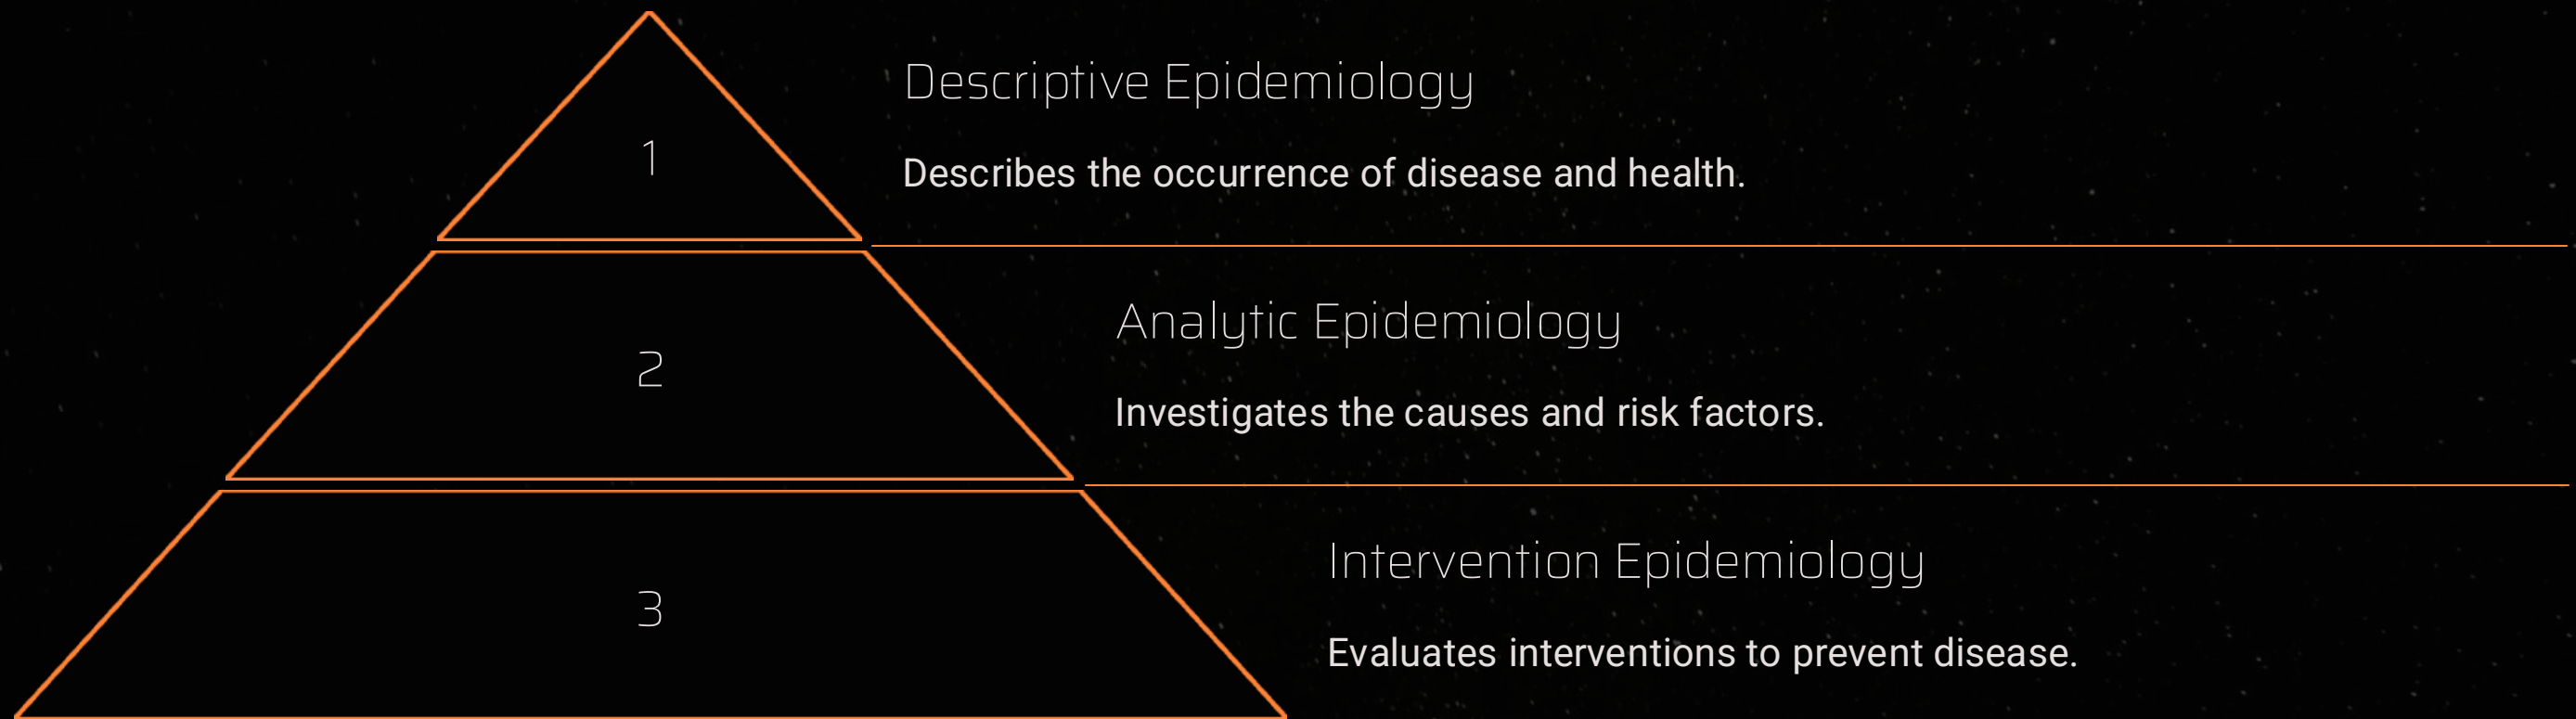 1
Descriptive Epidemiology
Describes the occurrence of disease and health.
2
Analytic Epidemiology
Investigates the causes and risk factors.
3
Intervention Epidemiology
Evaluates interventions to prevent disease.